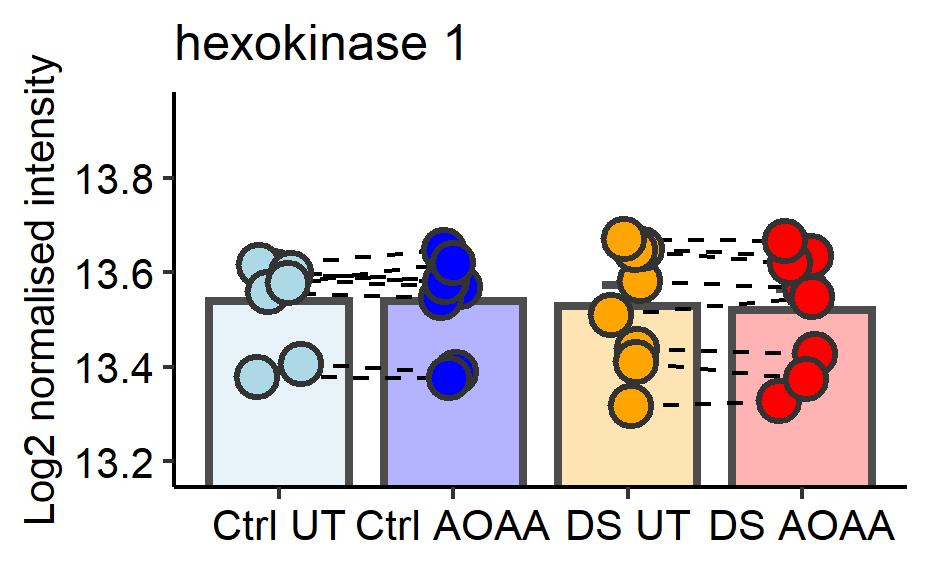 hexokinase 1
Log2 normalised intensity
13.8
13.6
13.4
13.2
Ctrl UT Ctrl AOAA DS UT DS AOAA